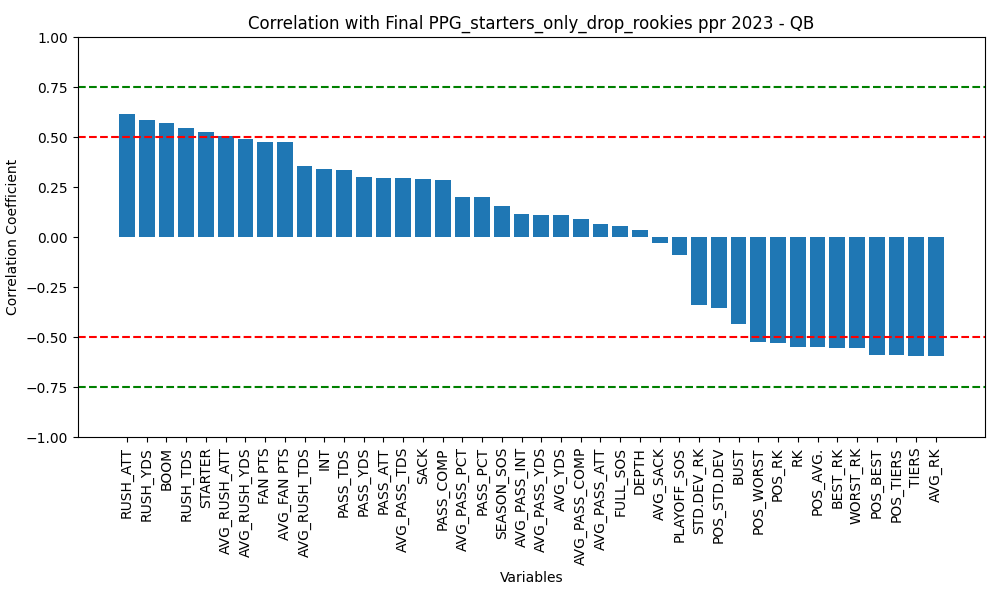 Correlation with Final PPG_starters_only_drop_rookies ppr 2023 - QB
1.00
0.75
0.50
0.25
0.00
−0.25
−0.50
−0.75
−1.00
Correlation Coefficient
RUSH_ATT
RUSH_YDS
BOOM
RUSH_TDS
STARTER
AVG_RUSH_ATT
AVG_RUSH_YDS
FAN PTS
AVG_FAN PTS
AVG_RUSH_TDS
INT
PASS_TDS
PASS_YDS
PASS_ATT
AVG_PASS_TDS
SACK
PASS_COMP
AVG_PASS_PCT
PASS_PCT
SEASON_SOS
AVG_PASS_INT
AVG_PASS_YDS
AVG_YDS
AVG_PASS_COMP
AVG_PASS_ATT
FULL_SOS
DEPTH
AVG_SACK
PLAYOFF_SOS
STD.DEV_RK
POS_STD.DEV
BUST
POS_WORST
POS_RK
RK
POS_AVG.
BEST_RK
WORST_RK
POS_BEST
POS_TIERS
TIERS
AVG_RK
Variables